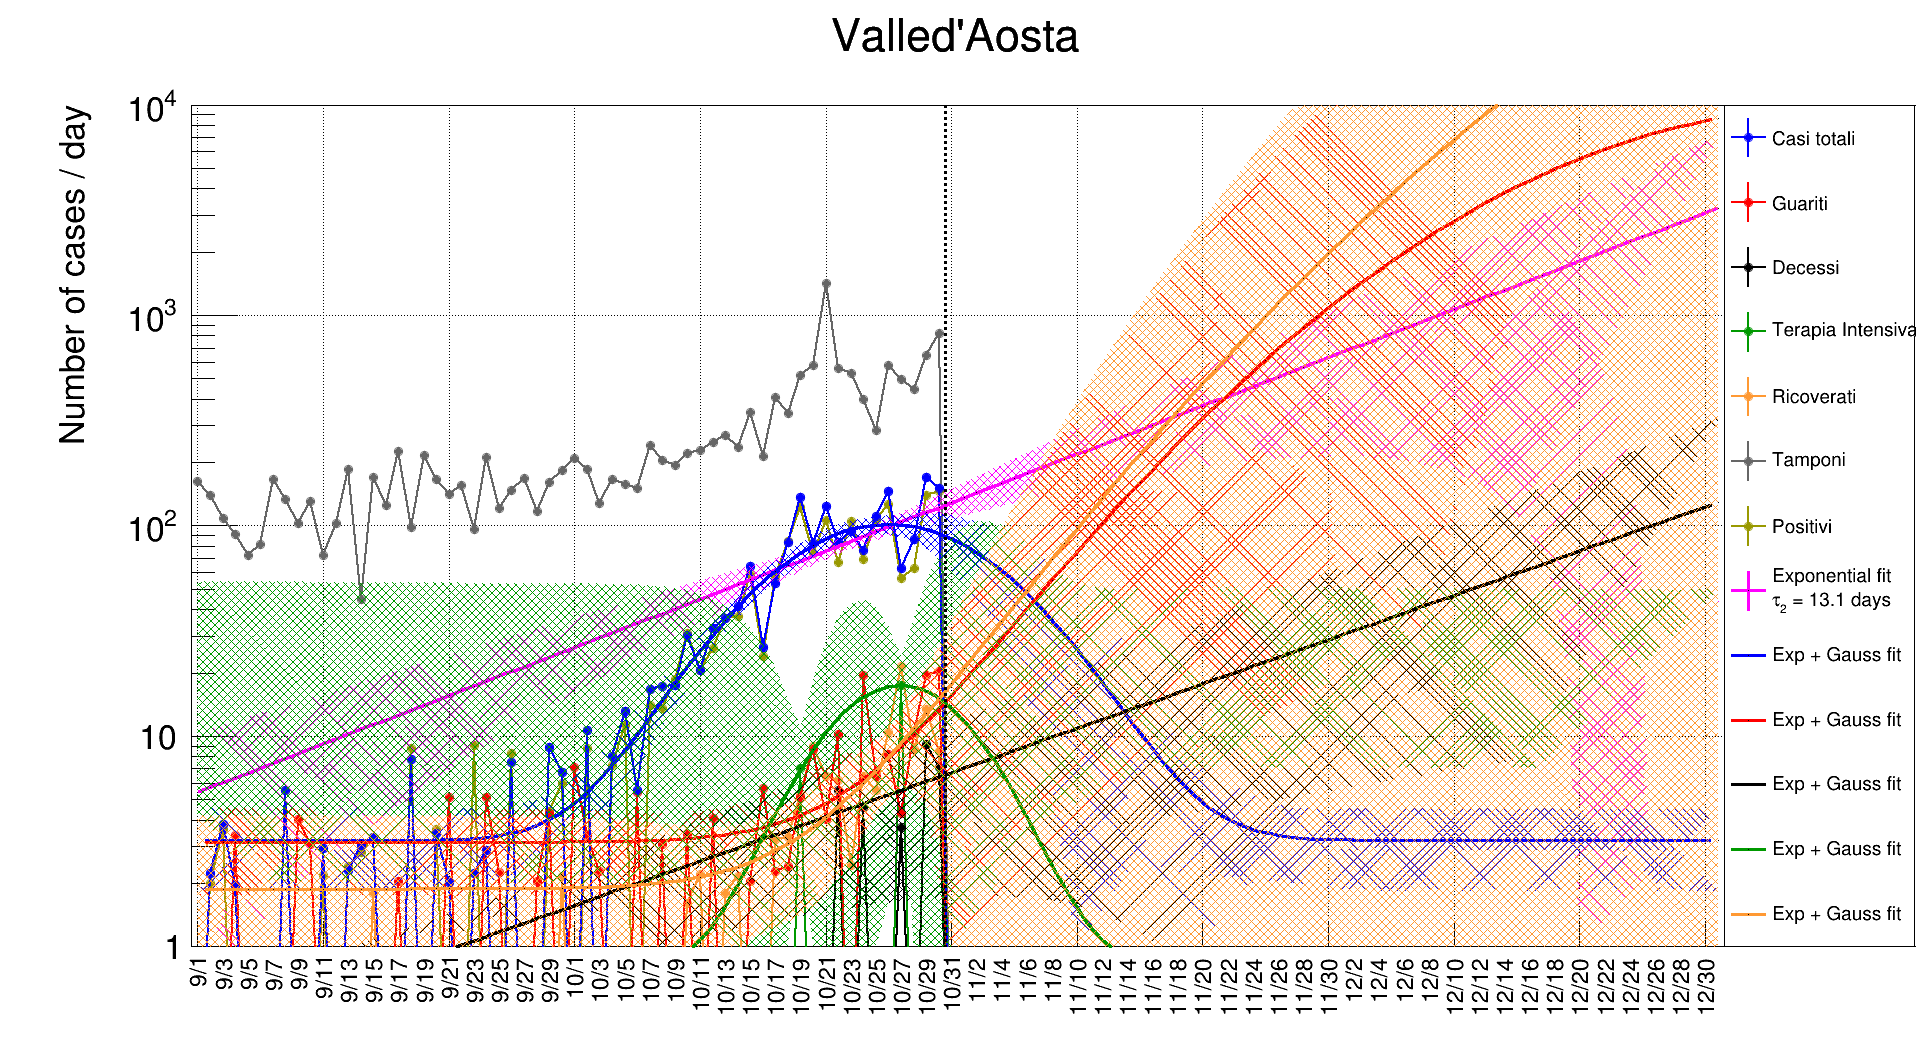 Valled'Aosta
Number of cases / day
10^4
10^3
10^2
10
1
9/1 9/3 9/5 9/7 9/9 9/11 9/13 9/15 9/17 9/19 9/21 9/23 9/25 9/27 9/29 10/1 10/3 10/5 10/7 10/9 10/11 10/13 10/15 10/17 10/19 10/21 10/23 10/25 10/27 10/29 10/31 11/2 11/4 11/6 11/8 11/10 11/12 11/14 11/16 11/18 11/20 11/22 11/24 11/26 11/28 11/30 12/2 12/4 12/6 12/8 12/10 12/12 12/14 12/16 12/18 12/20 12/22 12/24 12/26 12/28 12/30
Casi totali
Guariti
Decessi
Terapia Intensiva
Ricoverati
Tamponi
Positivi
Exponential fit
τ_2 = 13.1 days
Exp + Gauss fit
Exp + Gauss fit
Exp + Gauss fit
Exp + Gauss fit
Exp + Gauss fit